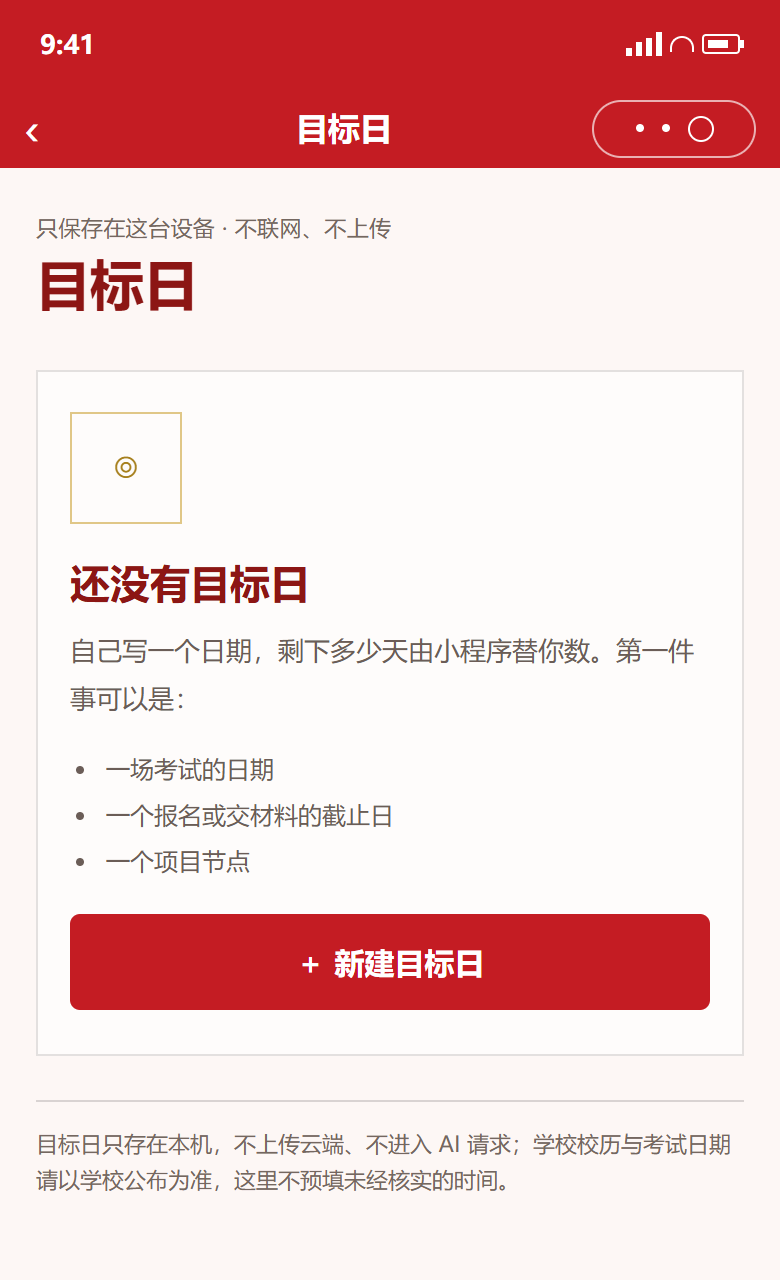 9:41
‹
目标日
只保存在这台设备 · 不联网、不上传
目标日
◎
还没有目标日
自己写一个日期，剩下多少天由小程序替你数。第一件
事可以是：
• 一场考试的日期
• 一个报名或交材料的截止日
• 一个项目节点
+ 新建目标日
目标日只存在本机，不上传云端、不进入 AI 请求；学校校历与考试日期
请以学校公布为准，这里不预填未经核实的时间。